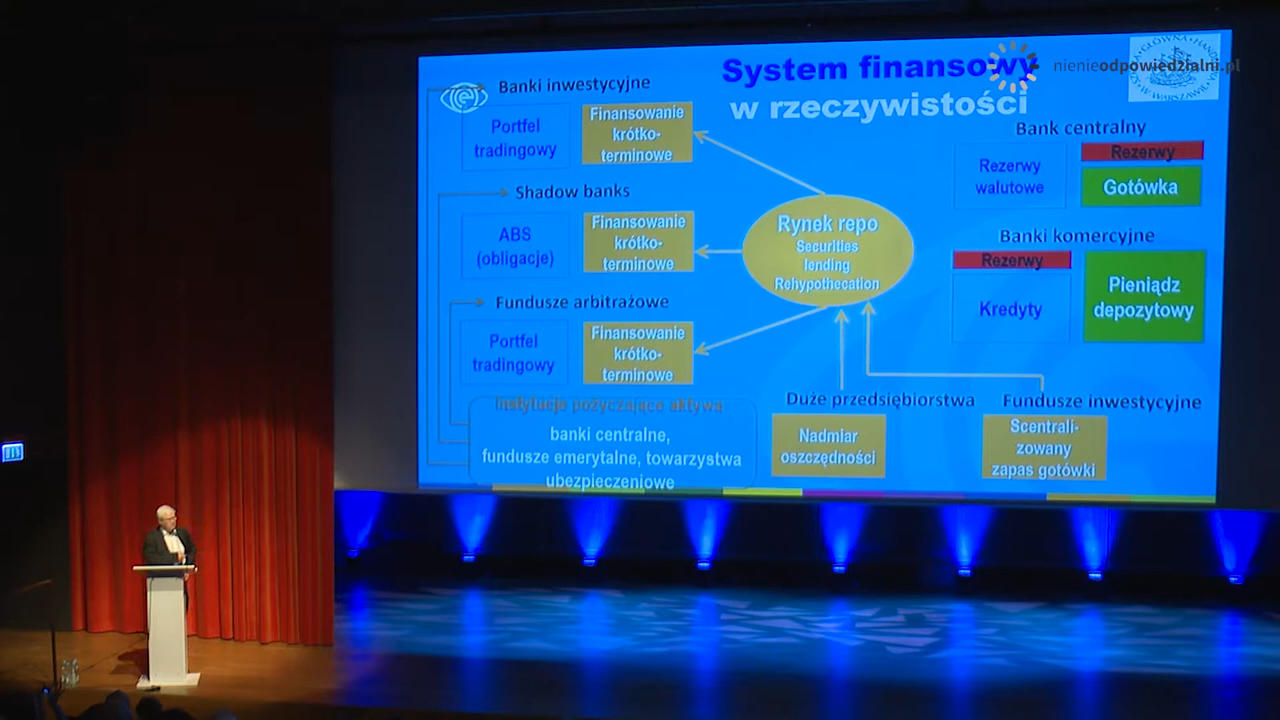 System finansowy
w rzeczywistości
nienieodpowiedzialni.pl
GŁÓWNA HANDLOWA
W WARSZAWIE
Banki inwestycyjne
Portfel
tradingowy
Finansowanie
krótko-
terminowe
Shadow banks
ABS
(obligacje)
Finansowanie
krótko-
terminowe
Fundusze arbitrażowe
Portfel
tradingowy
Finansowanie
krótko-
terminowe
Instytucje pożyczające aktywa
banki centralne,
fundusze emerytalne, towarzystwa
ubezpieczeniowe
Rynek repo
Securities
lending
Rehypothecation
Duże przedsiębiorstwa
Nadmiar
oszczędności
Fundusze inwestycyjne
Scentrali-
zowany
zapas gotówki
Bank centralny
Rezerwy
walutowe
Rezerwy
Gotówka
Banki komercyjne
Rezerwy
Kredyty
Pieniądz
depozytowy